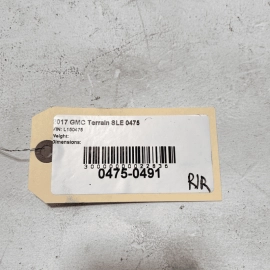 017 GMC Terrain SLE 0475
VIN: L160475
Weight:
Dimensions:
0475-0491
R/R